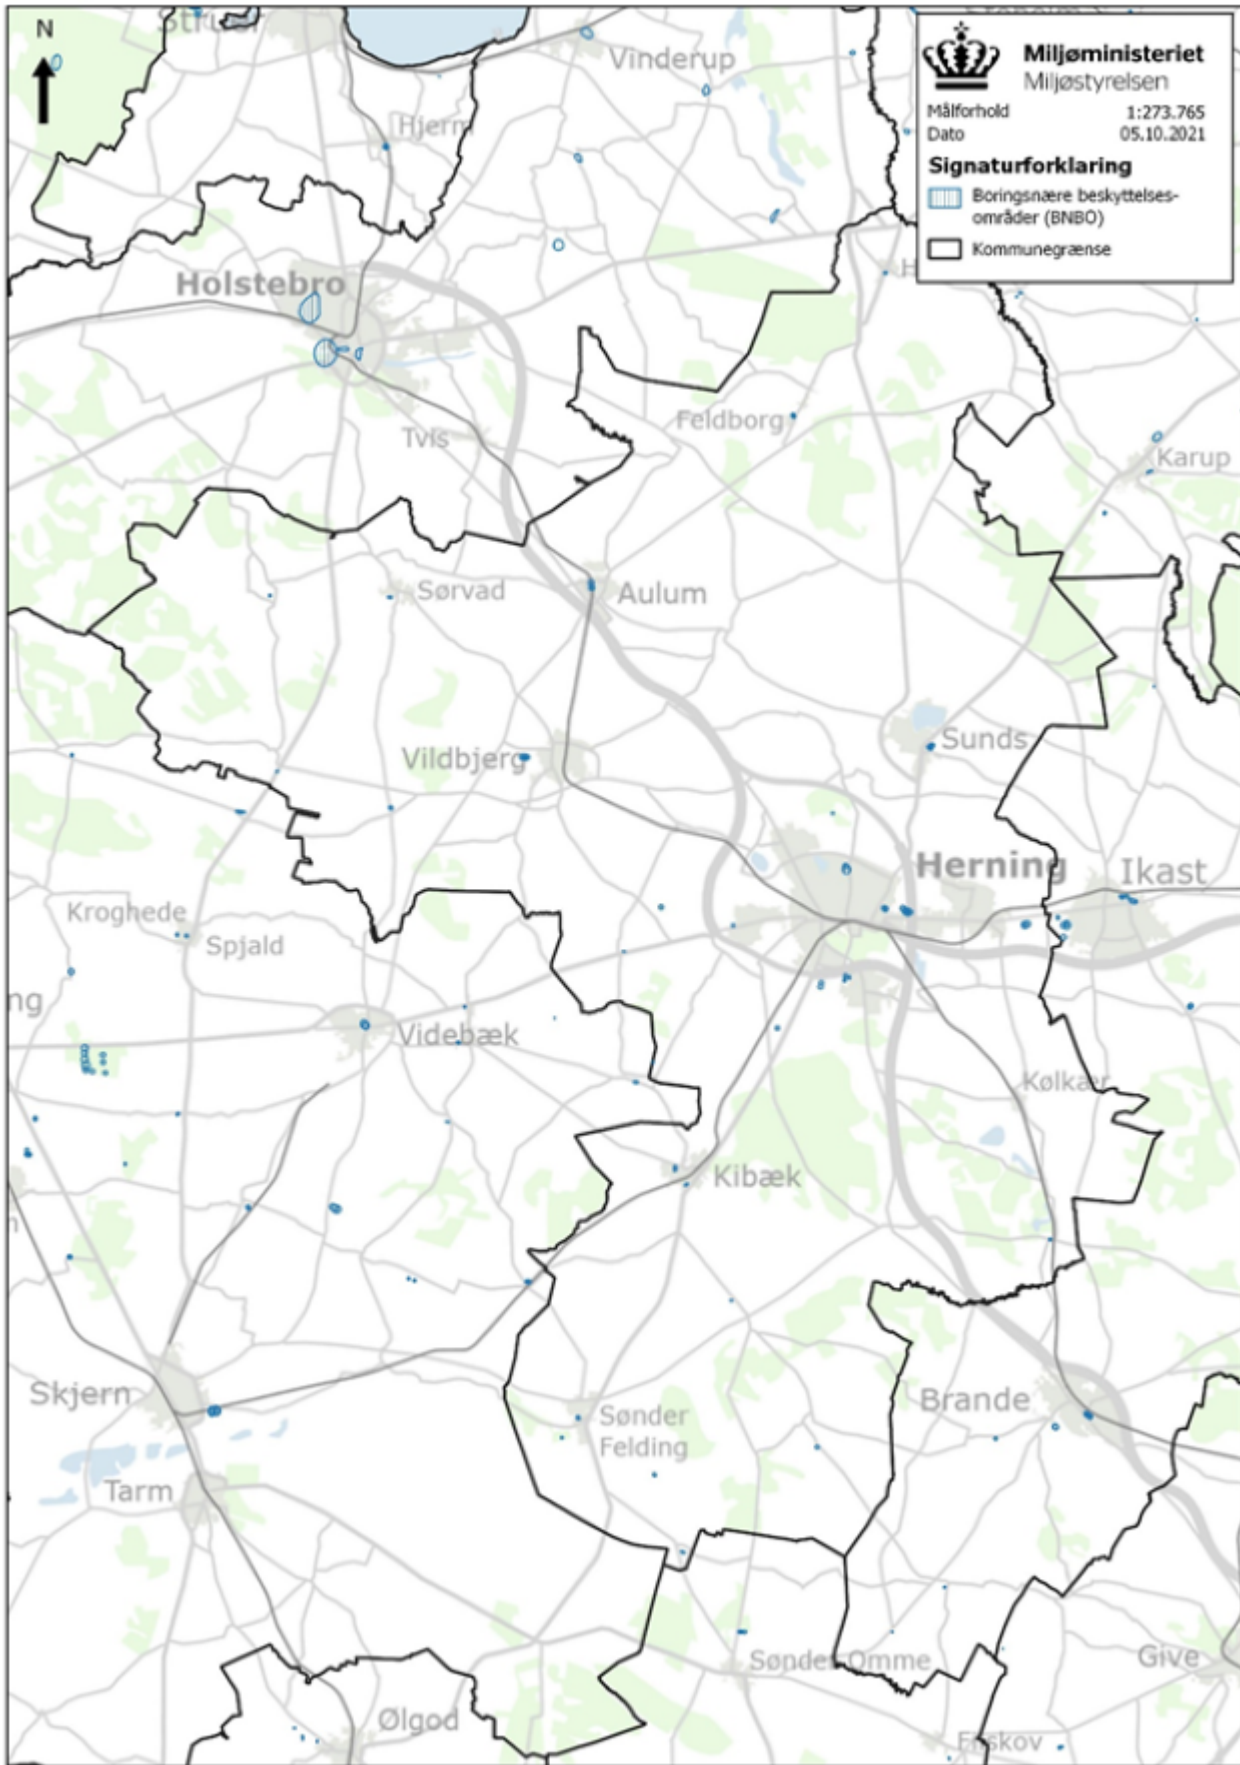 N
Vinderup
Miljøministeriet
Miljøstyrelsen
Målforhold 1:273.765
Dato 05.10.2021
Signaturforklaring
Boringsnære beskyttelses-
områder (BNBO)
Kommunegrænse
Hjerm
Holstebro
Tvis
Feldborg
Karup
Sørvad
Aulum
Vildbjerg
Sunds
Herning
Ikast
Kroghede
Spjald
ng
Videbæk
Kølkær
Kibæk
Skjern
Sønder
Felding
Brande
Tarm
Sønder Omme
Give
Ølgod